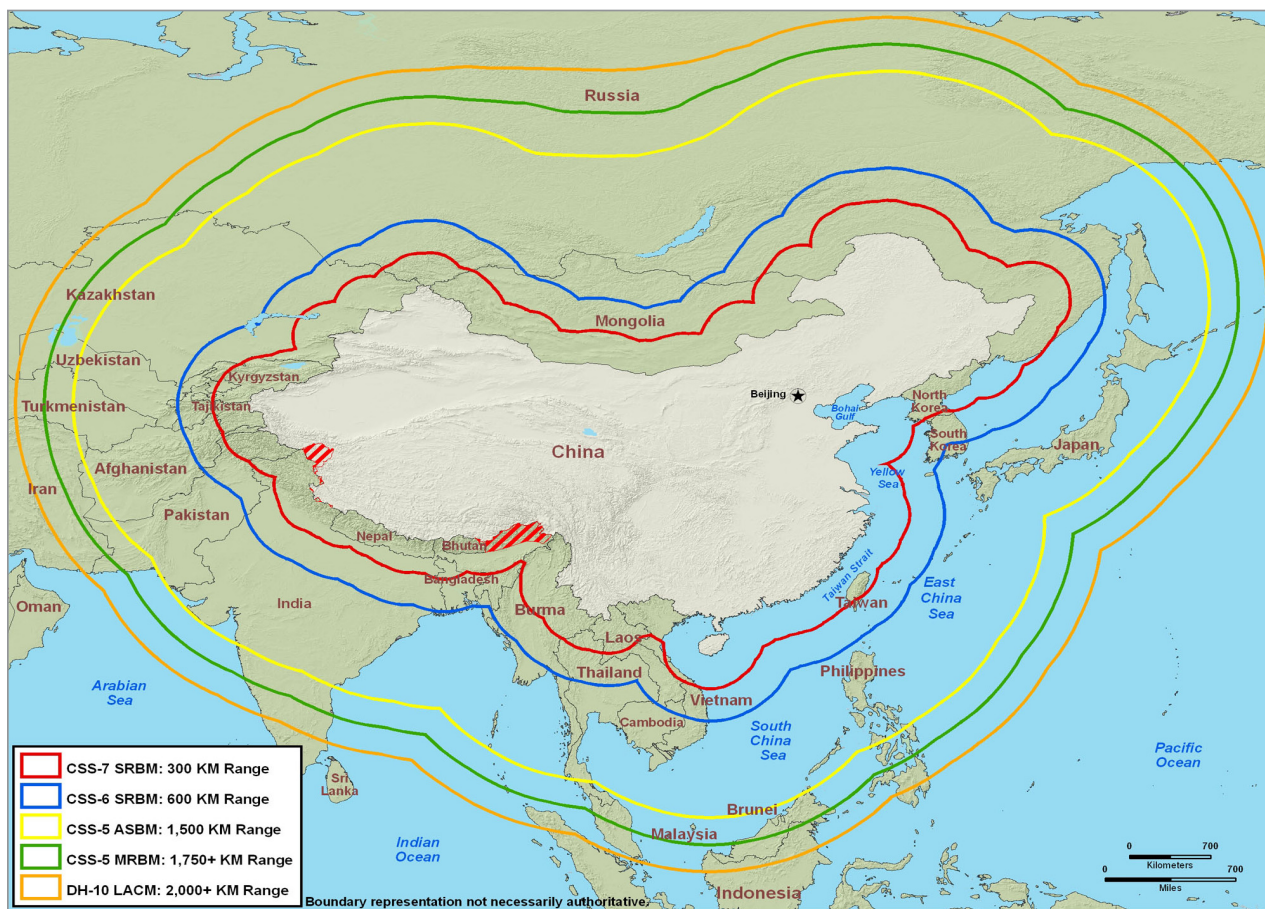 Russia
Kazakhstan
Mongolia
Uzbekistan
Kyrgyzstan
Turkmenistan
Tajikistan
Beijing
Bohai
Gulf
North
Korea
South
Korea
Japan
China
Yellow
Sea
Afghanistan
Iran
Pakistan
Nepal
Bhutan
Bangladesh
Taiwan Strait
East
China
Sea
Oman
India
Burma
Taiwan
Laos
Thailand
Philippines
Vietnam
Cambodia
Arabian
Sea
South
China
Sea
Pacific
Ocean
Sri
Lanka
Brunei
Malaysia
Indian
Ocean
Indonesia
CSS-7 SRBM: 300 KM Range
CSS-6 SRBM: 600 KM Range
CSS-5 ASBM: 1,500 KM Range
CSS-5 MRBM: 1,750+ KM Range
DH-10 LACM: 2,000+ KM Range
Boundary representation not necessarily authoritative.
0 700
Kilometers
0 700
Miles